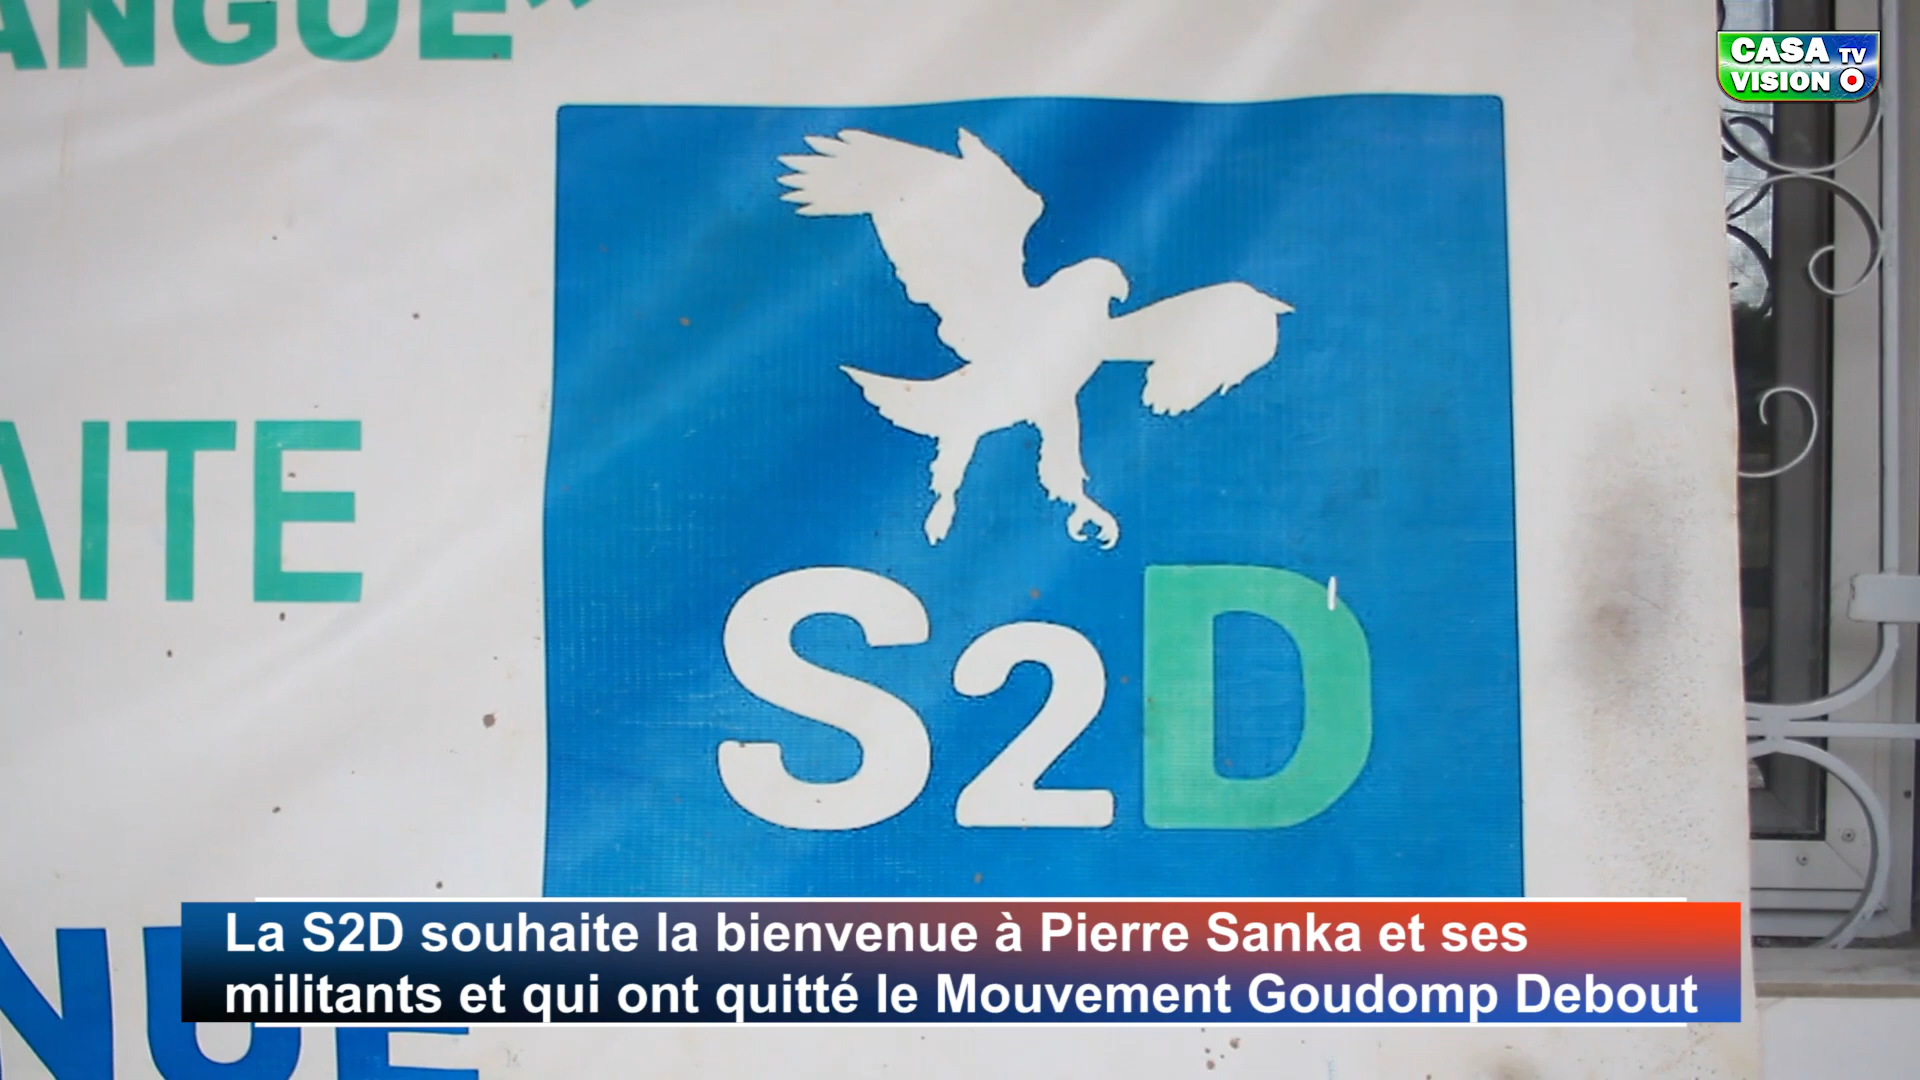 ANGUE”
CASA TV
VISION
AITE
S2D
NUE
La S2D souhaite la bienvenue à Pierre Sanka et ses
militants et qui ont quitté le Mouvement Goudomp Debout